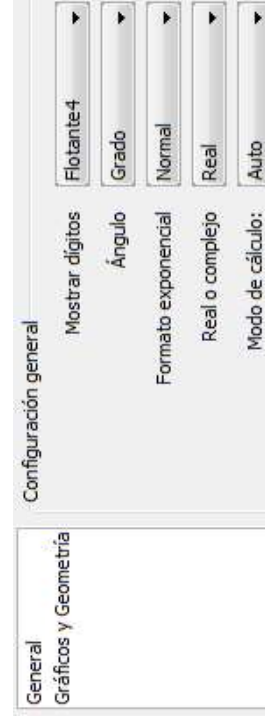 General
Gráficos y Geometría
Configuración general
Mostrar dígitos Flotante4
Ángulo Grado
Formato exponencial Normal
Real o complejo Real
Modo de cálculo: Auto